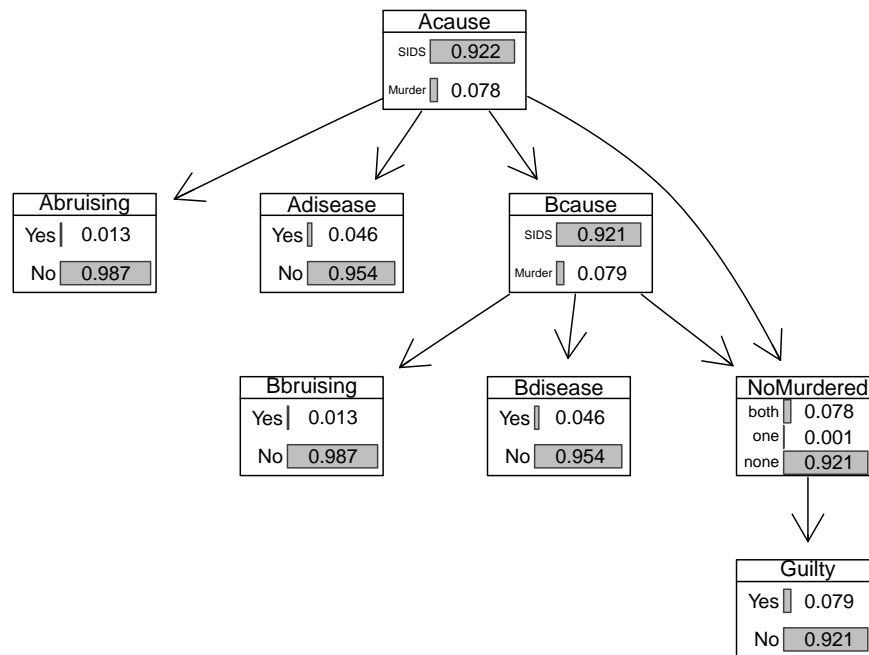 Acause
SIDS 0.922
Murder 0.078
Abruising
Yes 0.013
No 0.987
Adisease
Yes 0.046
No 0.954
Bcause
SIDS 0.921
Murder 0.079
Bbruising
Yes 0.013
No 0.987
Bdisease
Yes 0.046
No 0.954
NoMurdered
both 0.078
one 0.001
none 0.921
Guilty
Yes 0.079
No 0.921